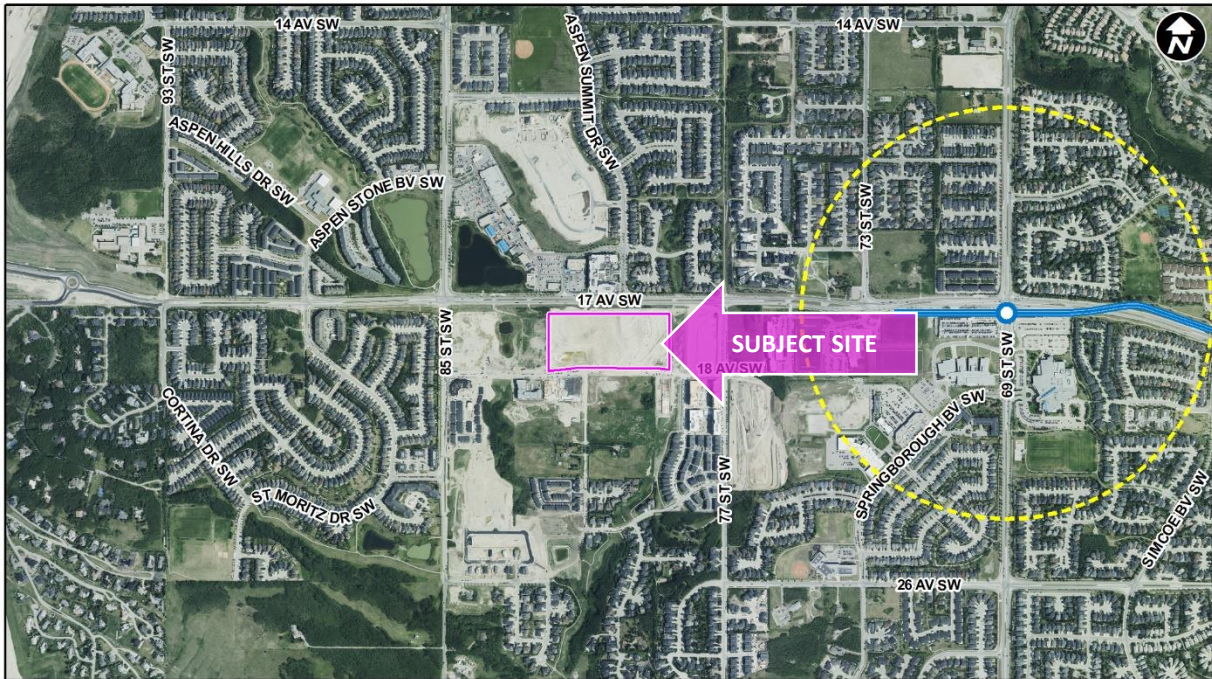 14 AV SW
14 AV SW
N
93 ST SW
ASPEN SUMMIT DR SW
ASPEN HILLS DR SW
ASPEN STONE BV SW
73 ST SW
17 AV SW
SUBJECT SITE
85 ST SW
18 AV SW
69 ST SW
CORTINA DR SW
SPRINGBOROUGH BV SW
ST MORITZ DR SW
77 ST SW
SIMCOE BV SW
26 AV SW